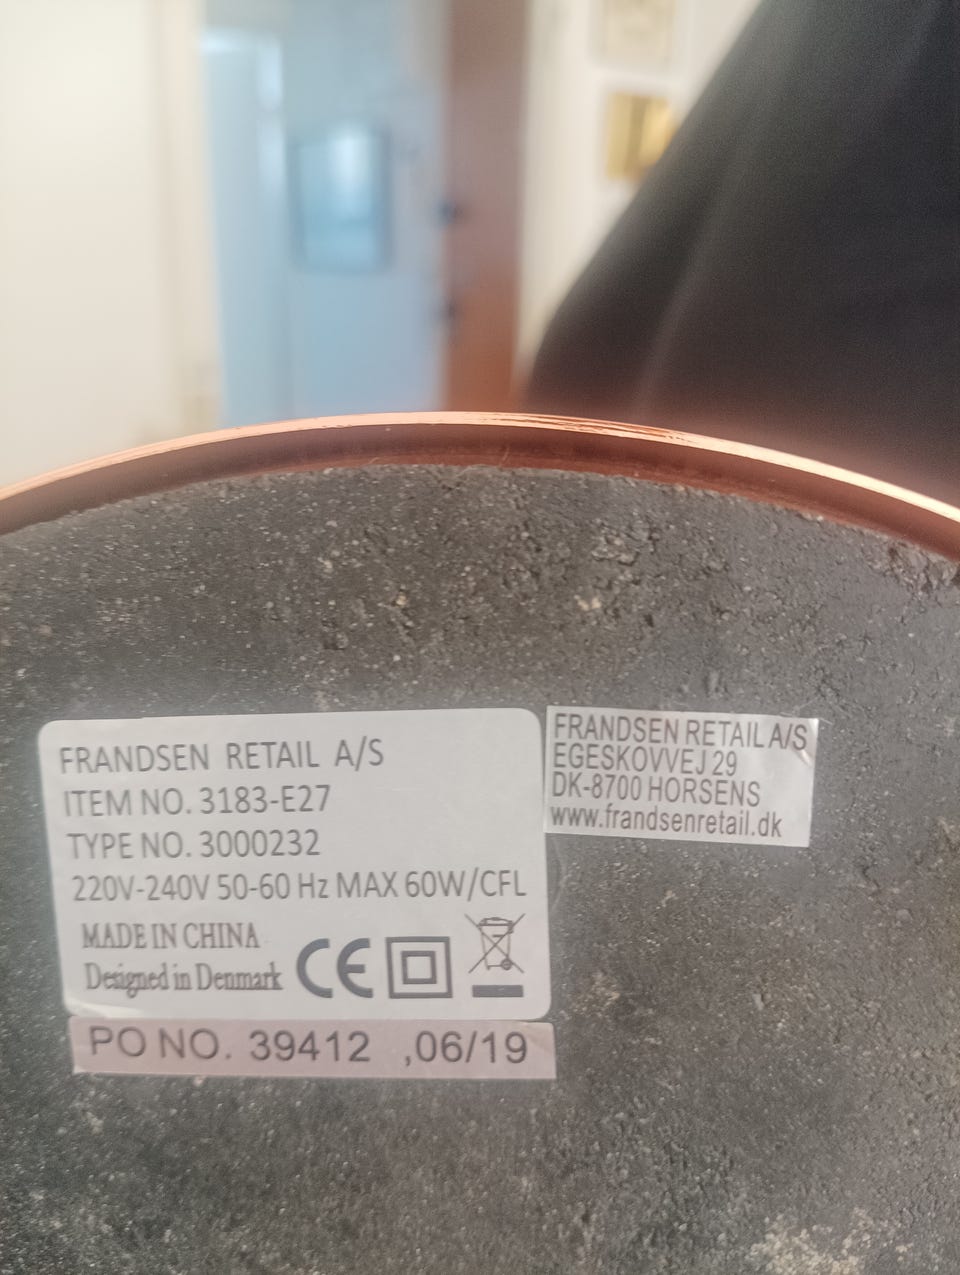 FRANDSEN RETAIL A/S
ITEM NO. 3183-E27
TYPE NO. 3000232
220V-240V 50-60 Hz MAX 60W/CFL
MADE IN CHINA
Designed in Denmark
CE
PO NO. 39412 ,06/19
FRANDSEN RETAIL A/S
EGESKOVVEJ 29
DK-8700 HORSENS
www.frandsenretail.dk